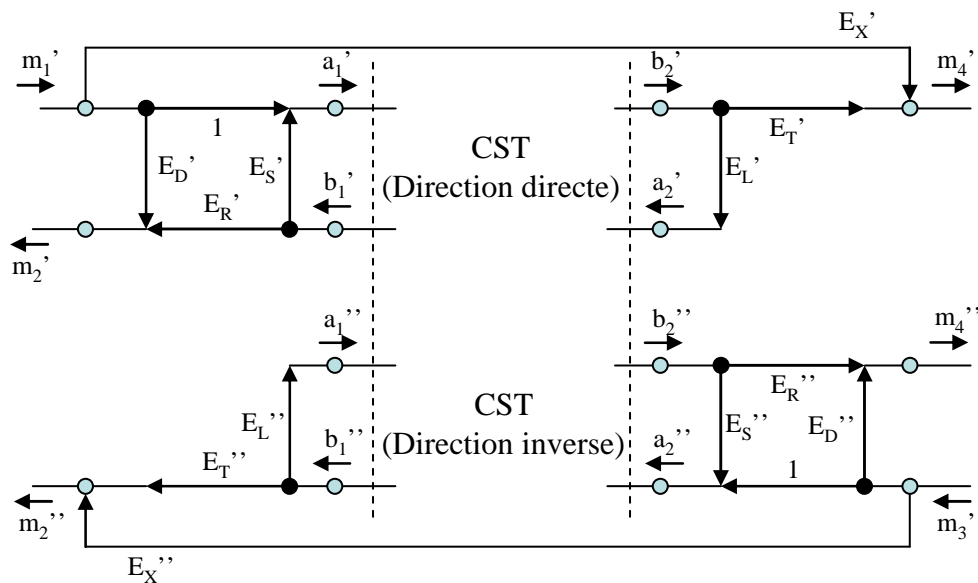 E_X'
m_1' a_1' b_2' m_4'
1 E_T'
E_D' E_S' CST E_L'
(Direction directe)
E_R' b_1' a_2'
m_2'
a_1'' b_2'' m_4''
E_R''
E_L'' CST E_S'' E_D''
(Direction inverse)
E_T'' b_1'' a_2'' 1
m_2'' m_3'
E_X''